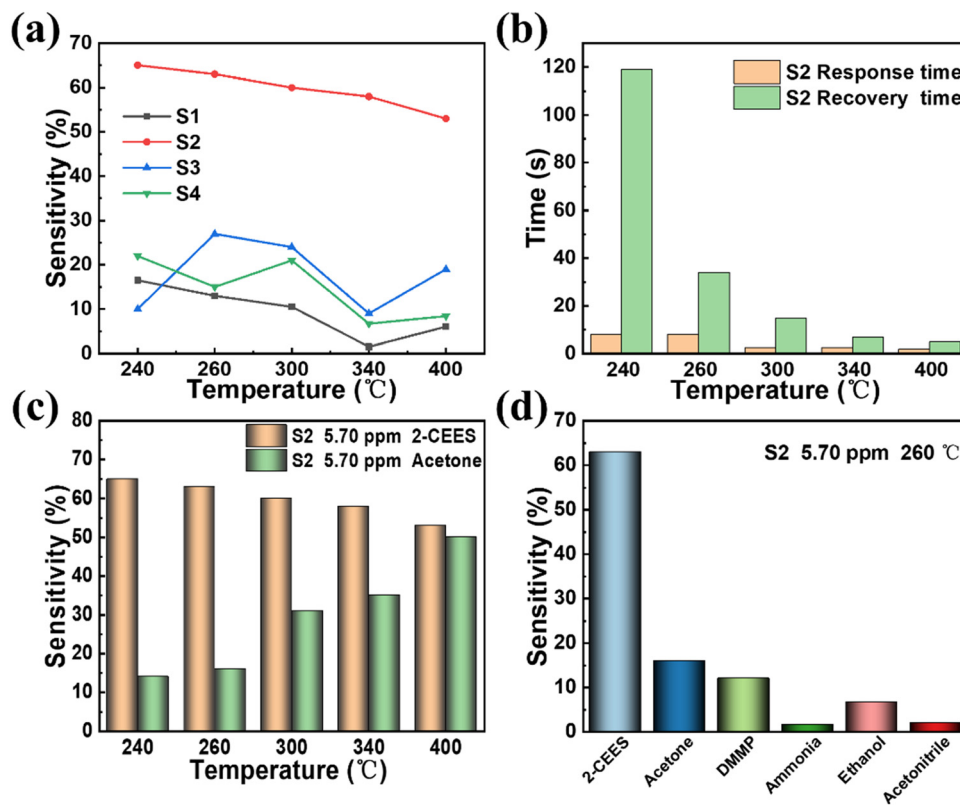 (a)
70
60
50
40
30
20
10
0
Sensitivity (%)
S1
S2
S3
S4
240 260 300 340 400
Temperature (℃)
(b)
120
100
80
60
40
20
0
Time (s)
S2 Response time
S2 Recovery time
240 260 300 340 400
Temperature (℃)
(c)
80
70
60
50
40
30
20
10
0
Sensitivity (%)
S2 5.70 ppm 2-CEES
S2 5.70 ppm Acetone
240 260 300 340 400
Temperature (℃)
(d)
70
60
50
40
30
20
10
0
Sensitivity (%)
S2 5.70 ppm 260 ℃
2-CEES
Acetone
DMMP
Ammonia
Ethanol
Acetonitrile